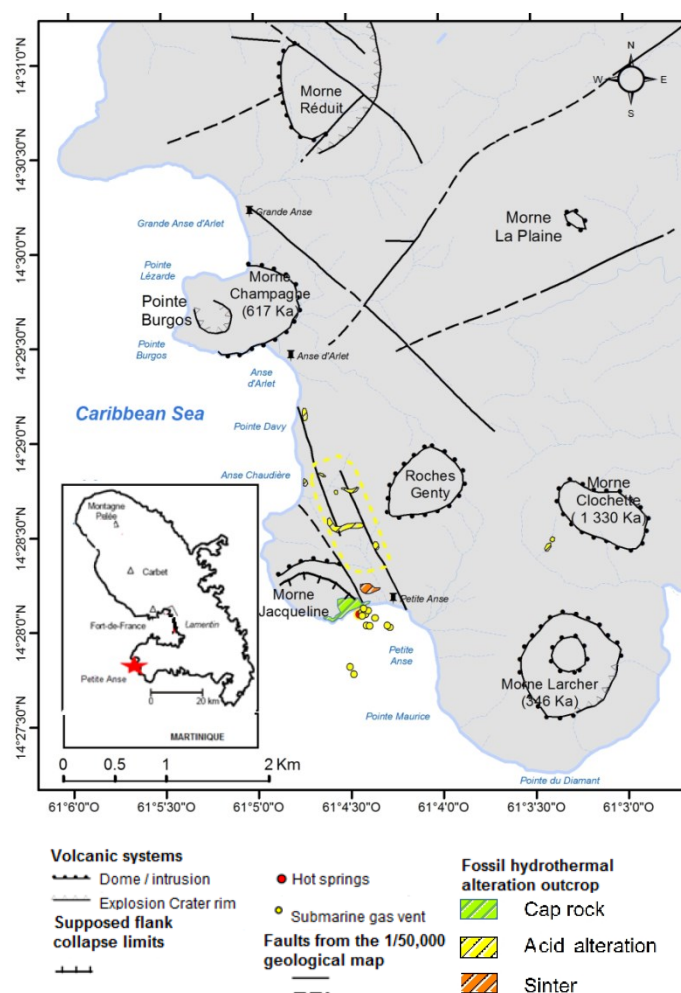 14°31'0"N
14°30'30"N
14°30'0"N
14°29'30"N
14°29'0"N
14°28'30"N
14°28'0"N
14°27'30"N
N
W
E
S
Morne
Réduit
Grande Anse d'Arlet
Grande Anse
Morne
La Plaine
Pointe
Lézarde
Morne
Champagne
(617 Ka)
Pointe
Burgos
Pointe
Burgos
Anse d'Arlet
Anse
d'Arlet
Caribbean Sea
Pointe Davy
Anse Chaudière
Roches
Genty
Morne
Clochette
( 1 330 Ka)
Morne
Jacqueline
Petite Anse
Petite
Anse
Morne Larcher
(346 Ka)
Pointe Maurice
Pointe du Diamant
Montagne
Pelée
Carbet
Fort-de-France
Lamentin
Petite Anse
0
20 km
MARTINIQUE
0
0.5
1
2 Km
61°6'0"O
61°5'30"O
61°5'0"O
61°4'30"O
61°4'0"O
61°3'30"O
61°3'0"O
Volcanic systems
Dome / intrusion
Explosion Crater rim
Supposed flank
collapse limits
Hot springs
Submarine gas vent
Faults from the 1/50,000
geological map
Fossil hydrothermal
alteration outcrop
Cap rock
Acid alteration
Sinter